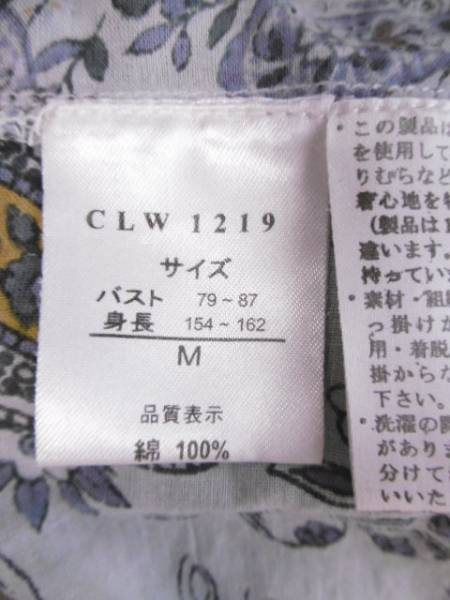 CLW 1219
サイズ
バスト 79~87
身長 154~162
M
品質表示
綿 100%
・この製品は
を使用して
りむらなど
着心地を
(製品は
違います。
持ってい
・素材・組
っ掛けが
用・着脱
掛からな
下さい。
・洗濯の際
があり
分けて
いいた